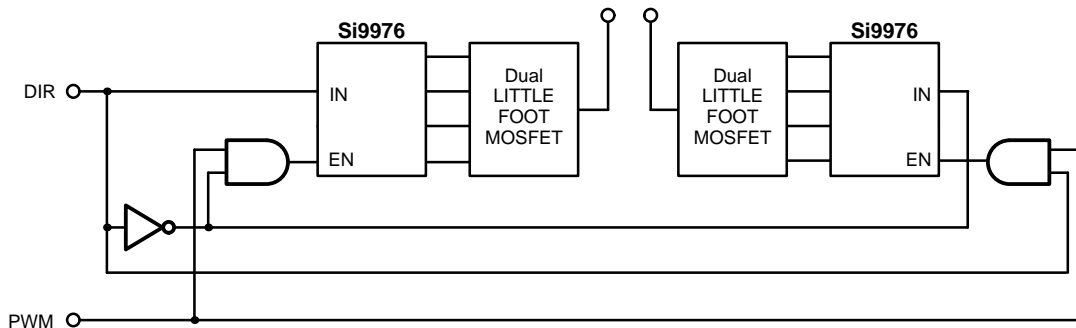 Si9976
Si9976
DIR
IN
EN
Dual
LITTLE
FOOT
MOSFET
Dual
LITTLE
FOOT
MOSFET
IN
EN
PWM